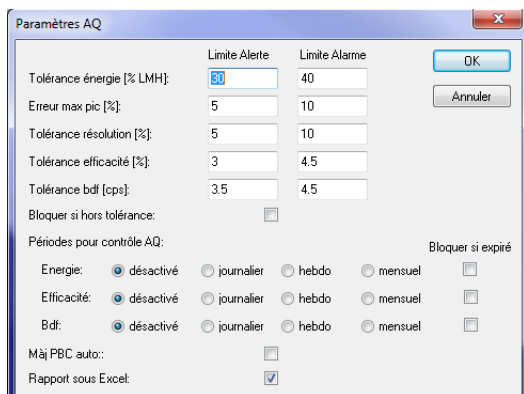 Paramètres AQ
Limite Alerte Limite Alarme
OK
Tolérance énergie [% LMH]: 30 40
Annuler
Erreur max pic [%]: 5 10
Tolérance résolution [%]: 5 10
Tolérance efficacité [%]: 3 4.5
Tolérance bdf [cps]: 3.5 4.5
Bloquer si hors tolérance:
Périodes pour contrôle AQ: Bloquer si expiré
Energie: désactivé journalier hebdo mensuel
Efficacité: désactivé journalier hebdo mensuel
Bdf: désactivé journalier hebdo mensuel
Màj PBC auto::
Rapport sous Excel: